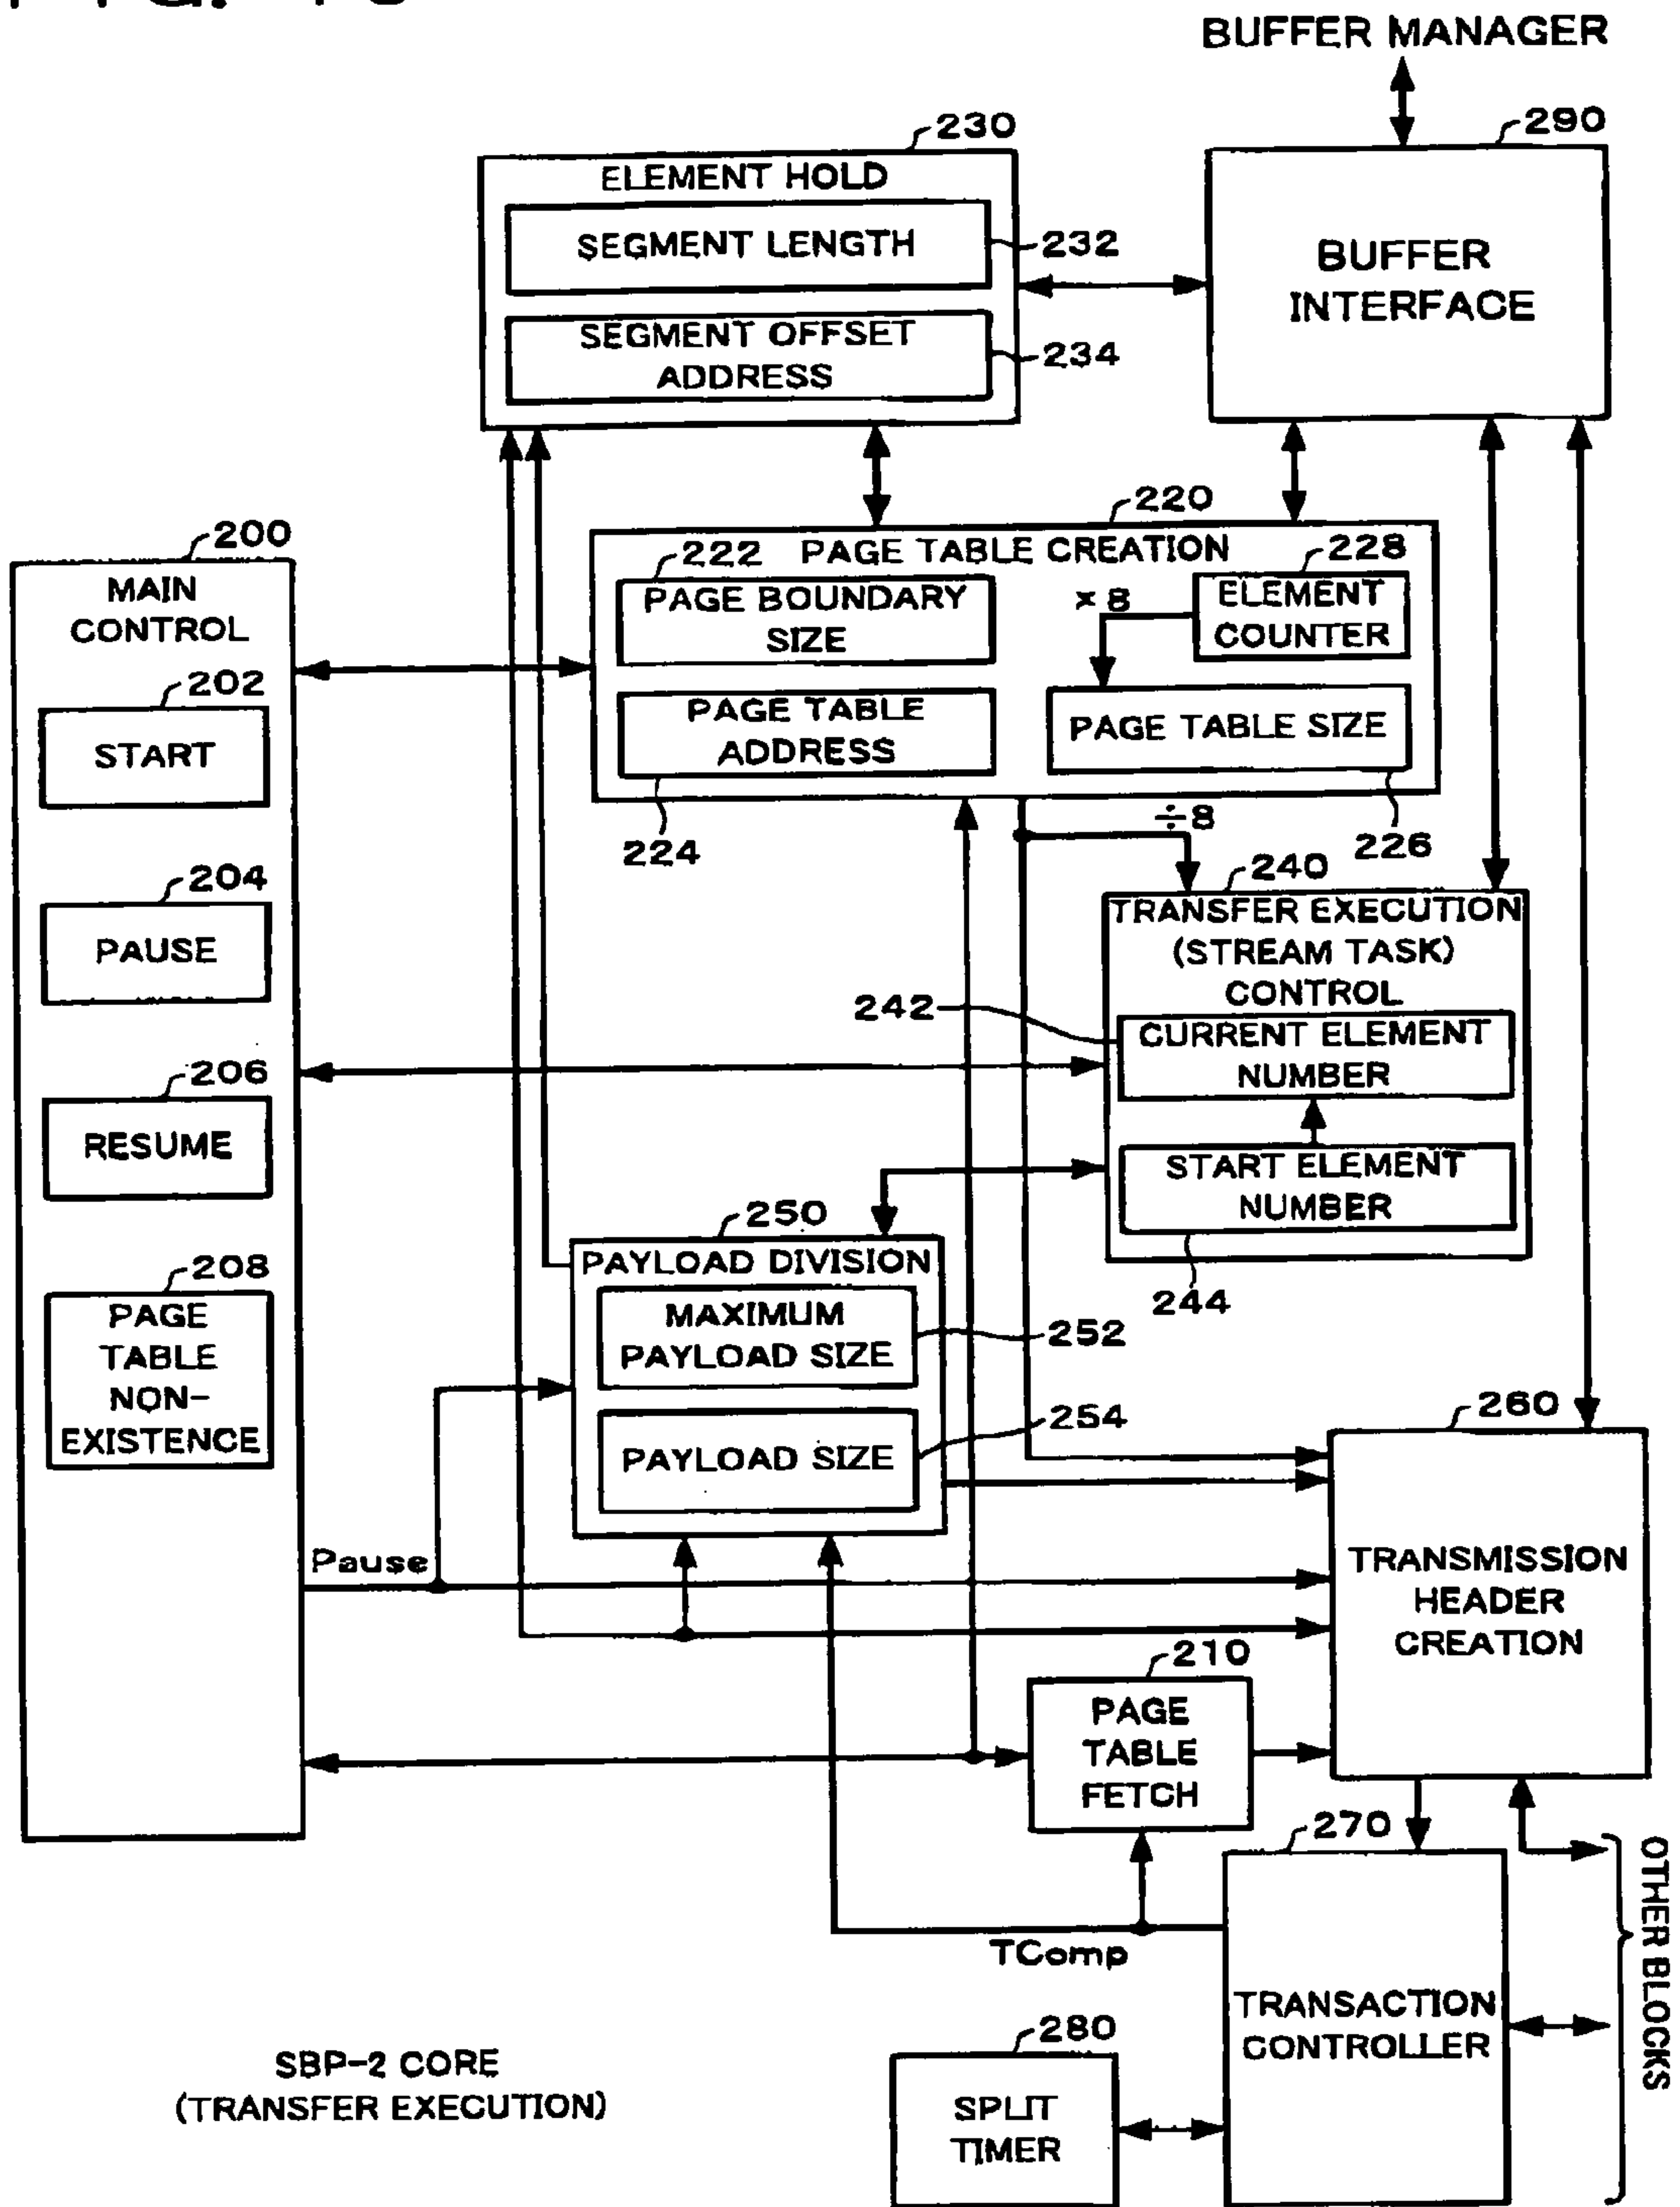 BUFFER MANAGER
290
BUFFER
INTERFACE
230
ELEMENT HOLD
SEGMENT LENGTH
232
SEGMENT OFFSET
ADDRESS
234
200
MAIN
CONTROL
202
START
204
PAUSE
206
RESUME
208
PAGE
TABLE
NON-
EXISTENCE
220
222
PAGE TABLE CREATION
228
PAGE BOUNDARY
SIZE
×8
ELEMENT
COUNTER
PAGE TABLE
ADDRESS
PAGE TABLE SIZE
224
÷8
226
240
TRANSFER EXECUTION
(STREAM TASK)
CONTROL
242
CURRENT ELEMENT
NUMBER
START ELEMENT
NUMBER
244
250
PAYLOAD DIVISION
MAXIMUM
PAYLOAD SIZE
252
254
PAYLOAD SIZE
260
TRANSMISSION
HEADER
CREATION
Pause
210
PAGE
TABLE
FETCH
270
TComp
TRANSACTION
CONTROLLER
OTHER BLOCKS
280
SPLIT
TIMER
SBP-2 CORE
(TRANSFER EXECUTION)